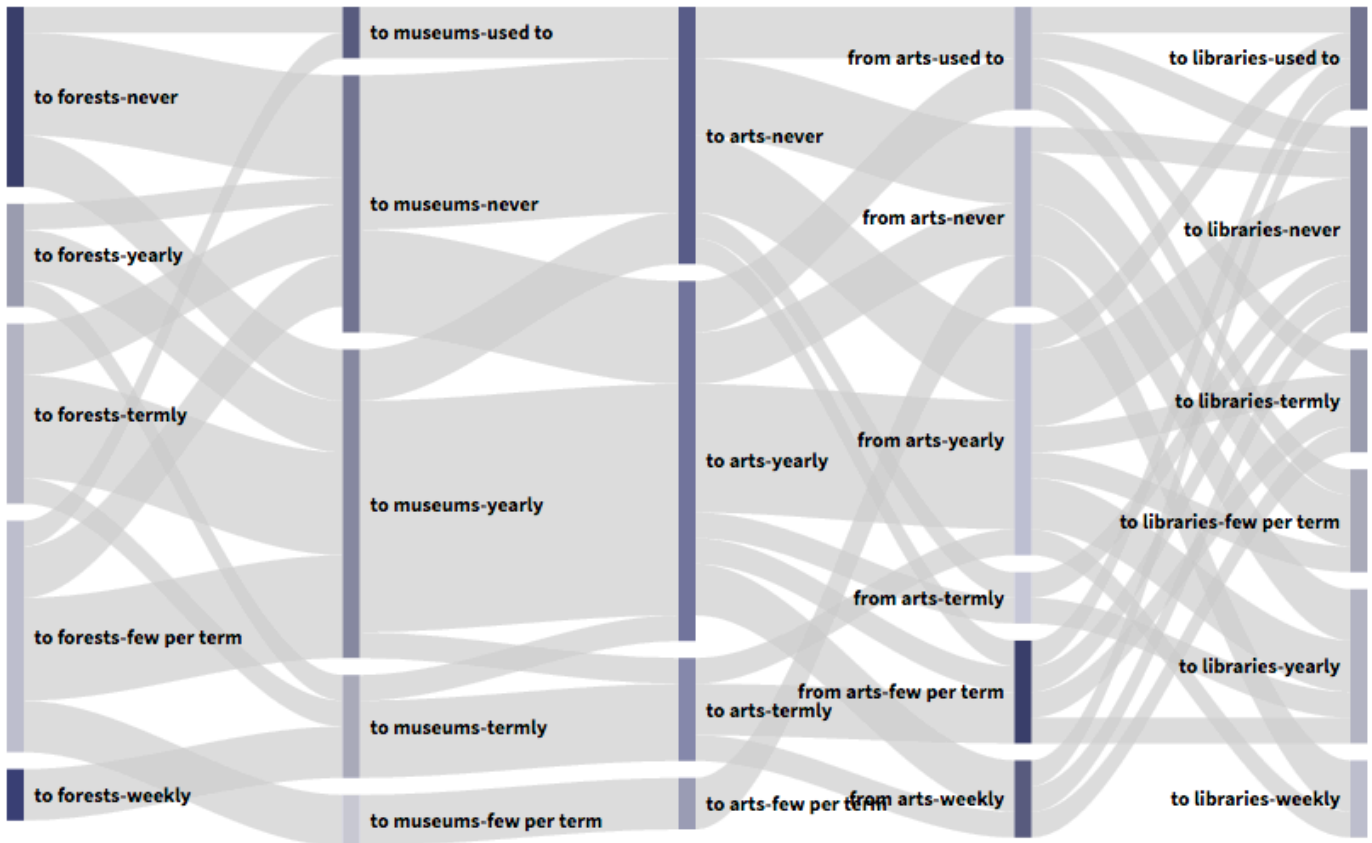 to forests-never
to forests-yearly
to forests-termly
to forests-few per term
to forests-weekly
to museums-used to
to museums-never
to museums-yearly
to museums-termly
to museums-few per term
to arts-never
to arts-yearly
to arts-termly
to arts-few per term
from arts-used to
from arts-never
from arts-yearly
from arts-termly
from arts-few per term
from arts-weekly
to libraries-used to
to libraries-never
to libraries-termly
to libraries-few per term
to libraries-yearly
to libraries-weekly